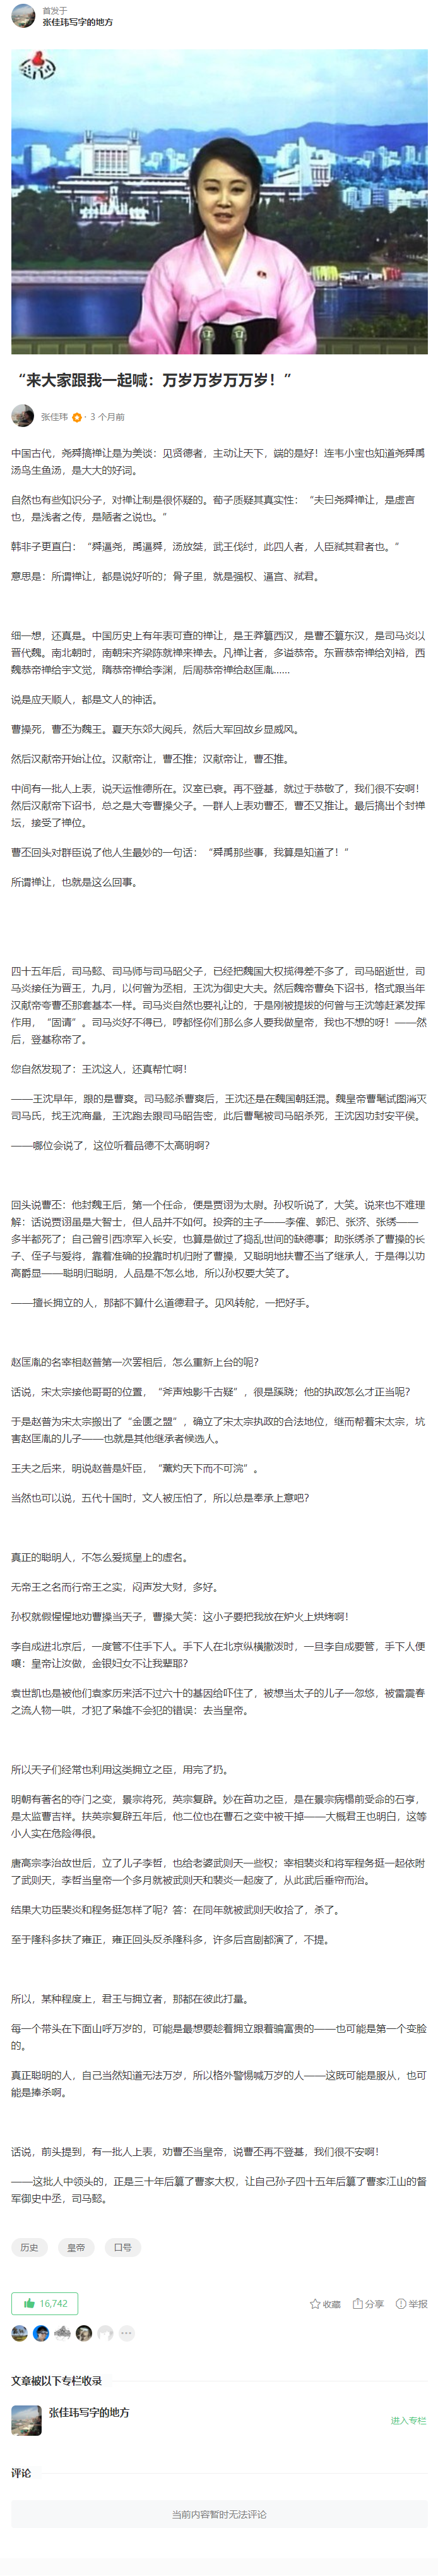 首发于
张佳玮写字的地方
“来大家跟我一起喊：万岁万岁万万岁！”
张佳玮 · 3 个月前
中国古代，尧舜搞禅让是为美谈：见贤德者，主动让天下，端的是好！连韦小宝也知道尧舜禹
汤鸟生鱼汤，是大大的好词。
自然也有些知识分子，对禅让制是很怀疑的。荀子质疑其真实性：“夫曰尧舜禅让，是虚言
也，是浅者之传，是陋者之说也。”
韩非子更直白：“舜逼尧，禹逼舜，汤放桀，武王伐纣，此四人者，人臣弑其君者也。”
意思是：所谓禅让，都是说好听的；骨子里，就是强权、逼宫、弑君。
细一想，还真是。中国历史上有年表可查的禅让，是王莽篡西汉，是曹丕篡东汉，是司马炎以
晋代魏。南北朝时，南朝宋齐梁陈就禅来禅去。凡禅让者，多谥恭帝。东晋恭帝禅给刘裕，西
魏恭帝禅给宇文觉，隋恭帝禅给李渊，后周恭帝禅给赵匡胤……
说是应天顺人，都是文人的神话。
曹操死，曹丕为魏王。夏天东郊大阅兵，然后大军回故乡显威风。
然后汉献帝开始让位。汉献帝让，曹丕推；汉献帝让，曹丕推。
中间有一批人上表，说天运惟德所在。汉室已衰。再不登基，就过于恭敬了，我们很不安啊！
然后汉献帝下诏书，总之是大夸曹操父子。一群人上表劝曹丕，曹丕又推让。最后搞出个封禅
坛，接受了禅位。
曹丕回头对群臣说了他人生最妙的一句话：“舜禹那些事，我算是知道了！”
所谓禅让，也就是这么回事。
四十五年后，司马懿、司马师与司马昭父子，已经把魏国大权揽得差不多了，司马昭逝世，司
马炎接任为晋王，九月，以何曾为丞相，王沈为御史大夫。然后魏帝曹奂下诏书，格式跟当年
汉献帝夸曹丕那套基本一样。司马炎自然也要礼让的，于是刚被提拔的何曾与王沈等赶紧发挥
作用，“固请”。司马炎好不得已，哼都怪你们那么多人要我做皇帝，我也不想的呀！——然
后，登基称帝了。
您自然发现了：王沈这人，还真帮忙啊！
——王沈早年，跟的是曹爽。司马懿杀曹爽后，王沈还是在魏国朝廷混。魏皇帝曹髦试图消灭
司马氏，找王沈商量，王沈跑去跟司马昭告密，此后曹髦被司马昭杀死，王沈因功封安平侯。
——哪位会说了，这位听着品德不太高明啊？
回头说曹丕：他封魏王后，第一个任命，便是贾诩为太尉。孙权听说了，大笑。说来也不难理
解：话说贾诩虽是大智士，但人品并不如何。投奔的主子——李傕、郭汜、张济、张绣——
多半都死了；自己曾引西凉军入长安，也算是做过了捣乱世间的缺德事；助张绣杀了曹操的长
子、侄子与爱将，靠着准确的投靠时机归附了曹操，又聪明地扶曹丕当了继承人，于是得以功
高爵显——聪明归聪明，人品是不怎么地，所以孙权要大笑了。
——擅长拥立的人，那都不算什么道德君子。见风转舵，一把好手。
赵匡胤的名宰相赵普第一次罢相后，怎么重新上台的呢？
话说，宋太宗接他哥哥的位置，“斧声烛影千古疑”，很是蹊跷；他的执政怎么才正当呢？
于是赵普为宋太宗搬出了“金匮之盟”，确立了宋太宗执政的合法地位，继而帮着宋太宗，坑
害赵匡胤的儿子——也就是其他继承者候选人。
王夫之后来，明说赵普是奸臣，“薰灼天下而不可浣”。
当然也可以说，五代十国时，文人被压怕了，所以总是奉承上意吧？
真正的聪明人，不怎么爱揽皇上的虚名。
无帝王之名而行帝王之实，闷声发大财，多好。
孙权就假惺惺地劝曹操当天子，曹操大笑：这小子要把我放在炉火上烘烤啊！
李自成进北京后，一度管不住手下人。手下人在北京纵横撒泼时，一旦李自成要管，手下人便
嚷：皇帝让汝做，金银妇女不让我辈耶？
袁世凯也是被他们袁家历来活不过六十的基因给吓住了，被想当太子的儿子一忽悠，被雷震春
之流人物一哄，才犯了枭雄不会犯的错误：去当皇帝。
所以天子们经常也利用这类拥立之臣，用完了扔。
明朝有著名的夺门之变，景宗将死，英宗复辟。妙在首功之臣，是在景宗病榻前受命的石亨，
是太监曹吉祥。扶英宗复辟五年后，他二位也在曹石之变中被干掉——大概君王也明白，这等
小人实在危险得很。
唐高宗李治故世后，立了儿子李哲，也给老婆武则天一些权；宰相裴炎和将军程务挺一起依附
了武则天，李哲当皇帝一个多月就被武则天和裴炎一起废了，从此武后垂帘而治。
结果大功臣裴炎和程务挺怎样了呢？答：在同年就被武则天收拾了，杀了。
至于隆科多扶了雍正，雍正回头反杀隆科多，许多后宫剧都演了，不提。
所以，某种程度上，君王与拥立者，那都在彼此打量。
每一个带头在下面山呼万岁的，可能是最想要趁着拥立跟着骗富贵的——也可能是第一个变脸
的。
真正聪明的人，自己当然知道无法万岁，所以格外警惕喊万岁的人——这既可能是服从，也可
能是捧杀啊。
话说，前头提到，有一批人上表，劝曹丕当皇帝，说曹丕再不登基，我们很不安啊！
——这批人中领头的，正是三十年后篡了曹家大权，让自己孙子四十五年后篡了曹家江山的督
军御史中丞，司马懿。
历史 皇帝 口号
16,742 收藏 分享 举报
文章被以下专栏收录
张佳玮写字的地方
进入专栏
评论
当前内容暂时无法评论